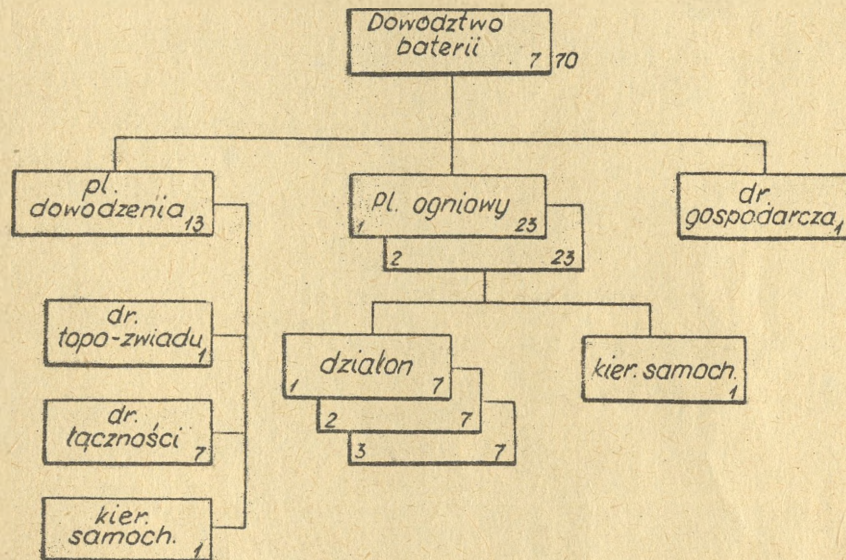 Dowództwo
baterii
7 70
pl.
dowodzenia
13
pl. ogniowy
1 23
2 23
dr.
gospodarcza
1
dr.
topo-zwiadu
1
dr.
łączności
7
kier.
samoch.
1
działon
1 7
2 7
3 7
kier. samoch.
1